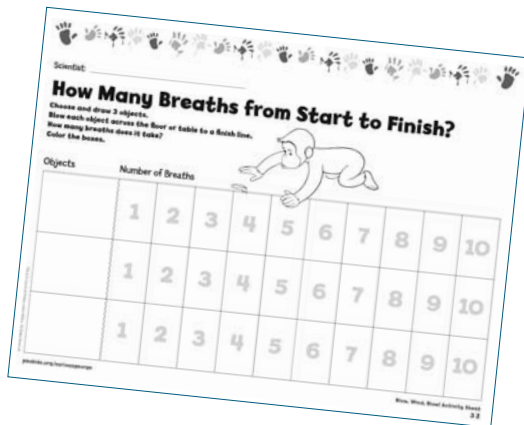 Scientist:
How Many Breaths from Start to Finish?
Choose and draw 3 objects.
Blow each object across the floor or table to a finish line.
How many breaths does it take?
Color the boxes.
Objects Number of Breaths
1 2 3 4 5 6 7 8 9 10
1 2 3 4 5 6 7 8 9 10
1 2 3 4 5 6 7 8 9 10
pbskids.org/curiousgeorge
Blow, Wind, Blow! Activity Sheet